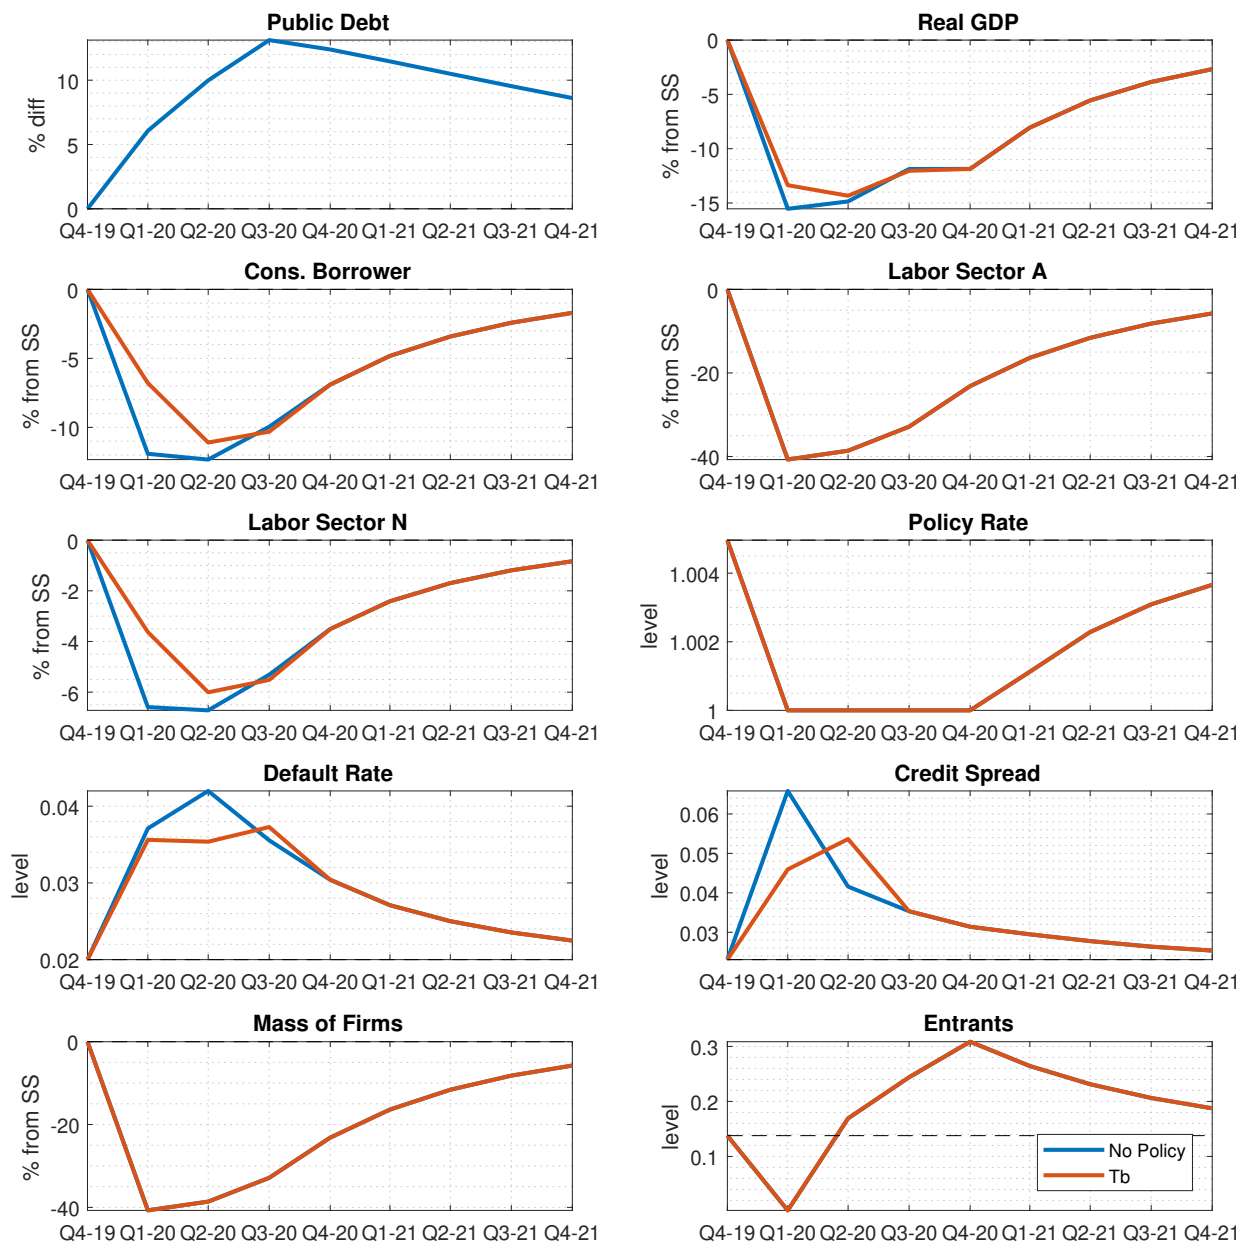 Public Debt
% diff
10
5
0
Q4-19 Q1-20 Q2-20 Q3-20 Q4-20 Q1-21 Q2-21 Q3-21 Q4-21
Real GDP
% from SS
0
-5
-10
-15
Q4-19 Q1-20 Q2-20 Q3-20 Q4-20 Q1-21 Q2-21 Q3-21 Q4-21
Cons. Borrower
% from SS
0
-5
-10
Q4-19 Q1-20 Q2-20 Q3-20 Q4-20 Q1-21 Q2-21 Q3-21 Q4-21
Labor Sector A
% from SS
0
-20
-40
Q4-19 Q1-20 Q2-20 Q3-20 Q4-20 Q1-21 Q2-21 Q3-21 Q4-21
Labor Sector N
% from SS
0
-2
-4
-6
Q4-19 Q1-20 Q2-20 Q3-20 Q4-20 Q1-21 Q2-21 Q3-21 Q4-21
Policy Rate
level
1.004
1.002
1
Q4-19 Q1-20 Q2-20 Q3-20 Q4-20 Q1-21 Q2-21 Q3-21 Q4-21
Default Rate
level
0.04
0.03
0.02
Q4-19 Q1-20 Q2-20 Q3-20 Q4-20 Q1-21 Q2-21 Q3-21 Q4-21
Credit Spread
level
0.06
0.05
0.04
0.03
Q4-19 Q1-20 Q2-20 Q3-20 Q4-20 Q1-21 Q2-21 Q3-21 Q4-21
Mass of Firms
% from SS
0
-20
-40
Q4-19 Q1-20 Q2-20 Q3-20 Q4-20 Q1-21 Q2-21 Q3-21 Q4-21
Entrants
level
0.3
0.2
0.1
No Policy
Tb
Q4-19 Q1-20 Q2-20 Q3-20 Q4-20 Q1-21 Q2-21 Q3-21 Q4-21